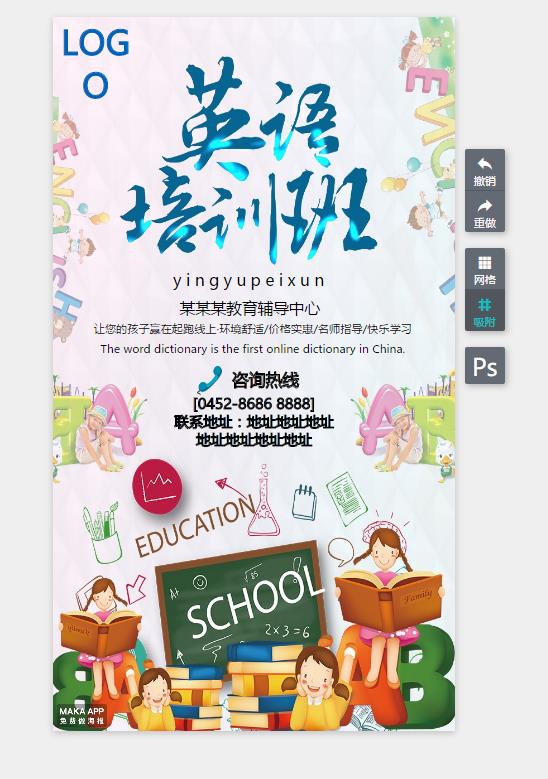 LOG
O
英语
培训班
yingyupeixun
某某某教育辅导中心
让您的孩子赢在起跑线上·环境舒适/价格实惠/名师指导/快乐学习
The word dictionary is the first online dictionary in China.
咨询热线
[0452-8686 8888]
联系地址：地址地址地址
地址地址地址地址
ENGLISH
EN
A
A
EDUCATION
A+
√85
SCHOOL
2×3=6
Family
B
B
MAKA APP
免费做海报
撤销
重做
网格
吸附
Ps